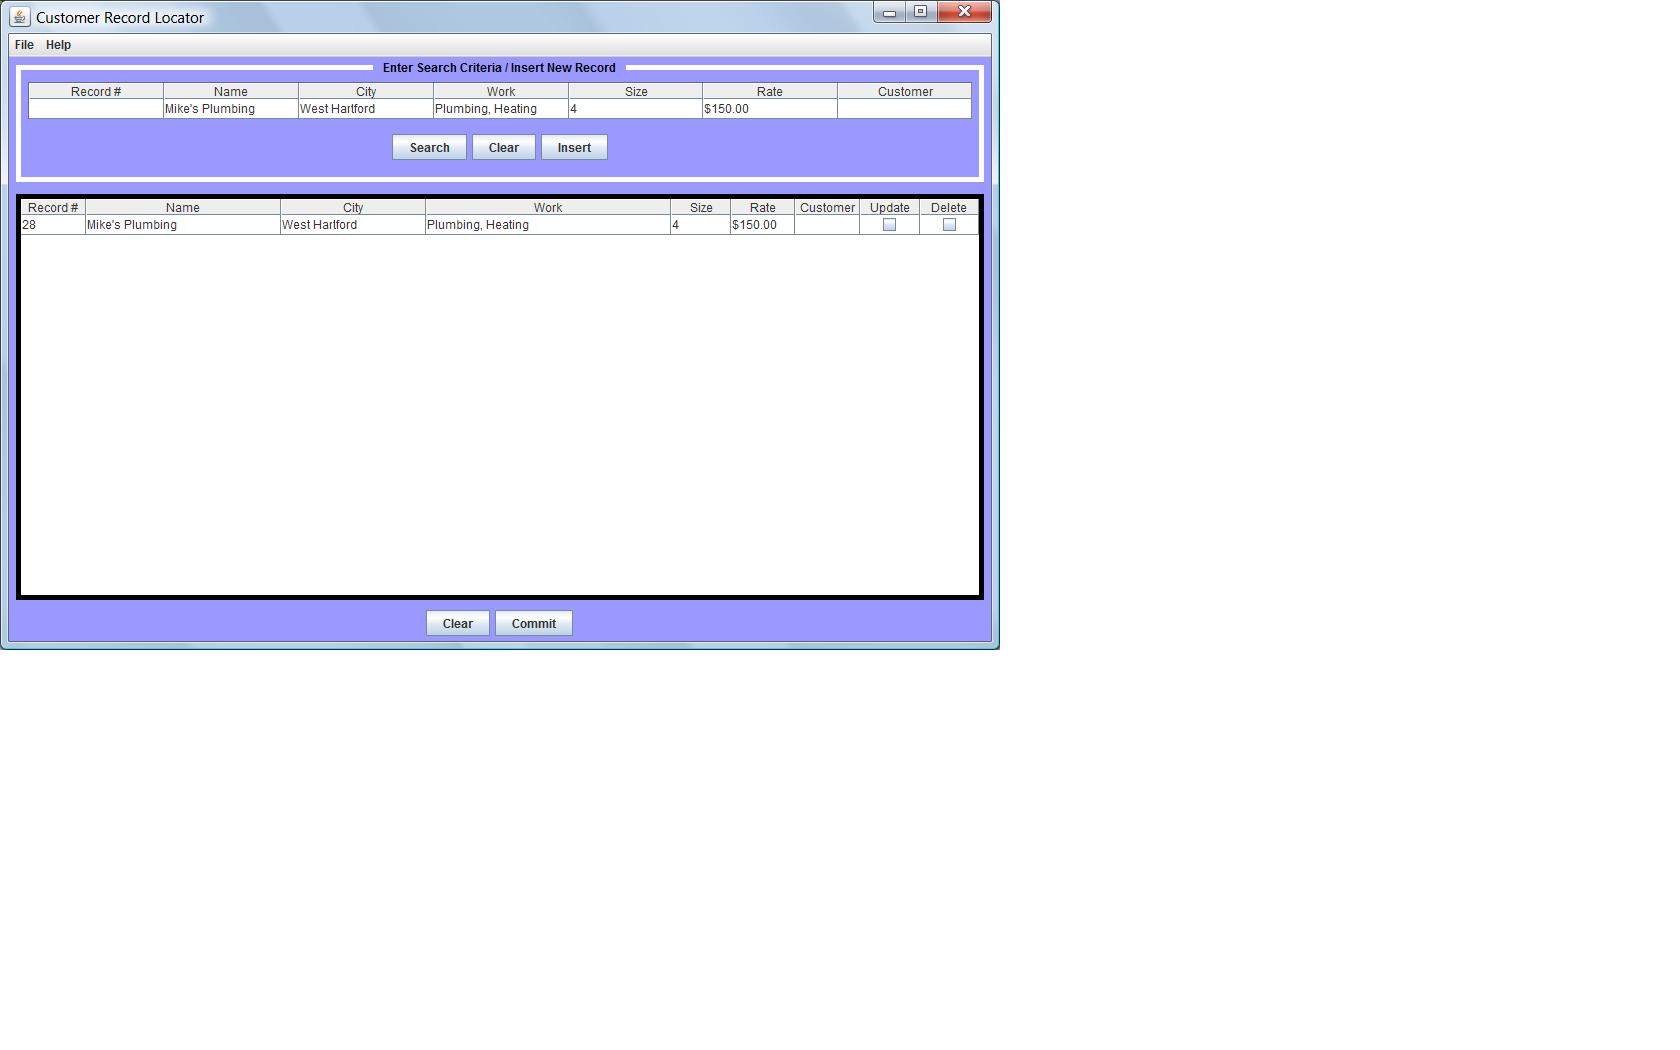 Customer Record Locator
File Help
Enter Search Criteria / Insert New Record
Record # Name City Work Size Rate Customer
Mike's Plumbing West Hartford Plumbing, Heating 4 $150.00
Search Clear Insert
Record # Name City Work Size Rate Customer Update Delete
28 Mike's Plumbing West Hartford Plumbing, Heating 4 $150.00
Clear Commit